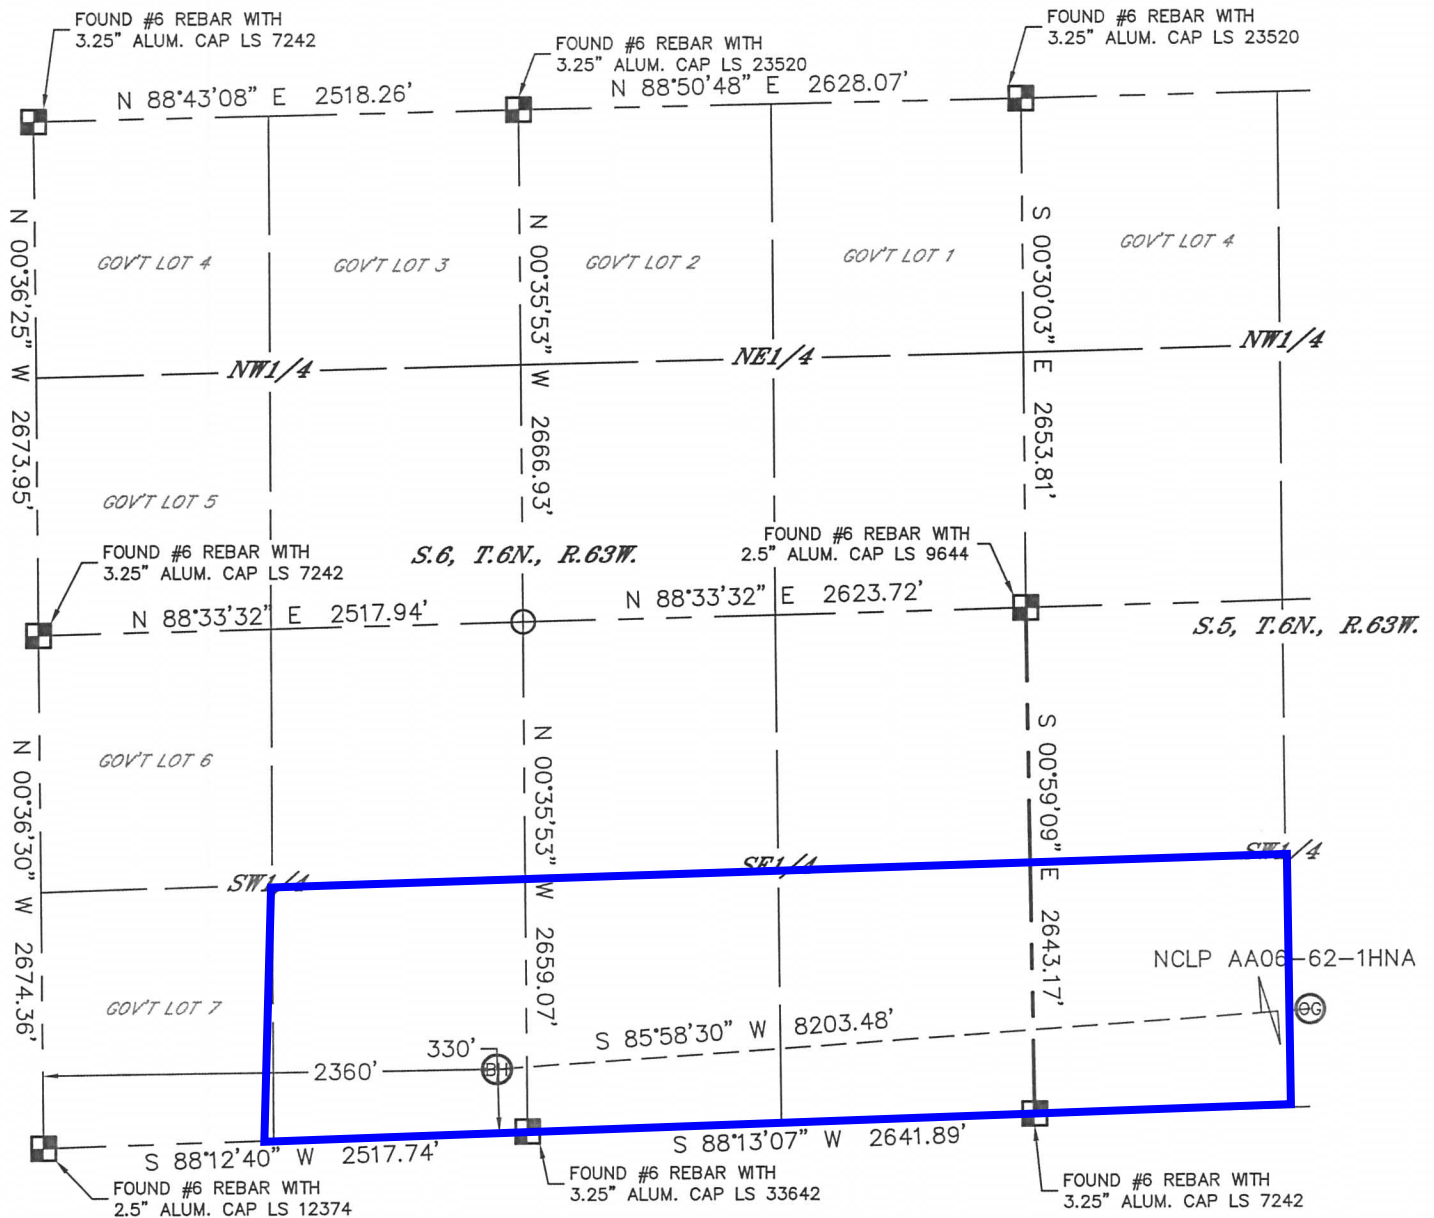 FOUND #6 REBAR WITH
3.25" ALUM. CAP LS 7242
FOUND #6 REBAR WITH
3.25" ALUM. CAP LS 23520
FOUND #6 REBAR WITH
3.25" ALUM. CAP LS 23520
N 88°43'08" E 2518.26'
N 88°50'48" E 2628.07'
N 00°36'25" W 2673.95'
N 00°35'53" W 2666.93'
S 00°30'03" E 2653.81'
GOV'T LOT 4
GOV'T LOT 3
GOV'T LOT 2
GOV'T LOT 1
GOV'T LOT 4
NW1/4
NE1/4
NW1/4
GOV'T LOT 5
FOUND #6 REBAR WITH
3.25" ALUM. CAP LS 7242
S.6, T.6N., R.63W.
FOUND #6 REBAR WITH
2.5" ALUM. CAP LS 9644
N 88°33'32" E 2517.94'
N 88°33'32" E 2623.72'
S.5, T.6N., R.63W.
N 00°36'30" W 2674.36'
N 00°35'53" W 2659.07'
S 00°59'09" E 2643.17'
GOV'T LOT 6
SW1/4
SE1/4
SW1/4
NCLP AA06-62-1HNA
GOV'T LOT 7
OG
S 85°58'30" W 8203.48'
330'
2360'
BH
S 88°12'40" W 2517.74'
S 88°13'07" W 2641.89'
FOUND #6 REBAR WITH
2.5" ALUM. CAP LS 12374
FOUND #6 REBAR WITH
3.25" ALUM. CAP LS 33642
FOUND #6 REBAR WITH
3.25" ALUM. CAP LS 7242